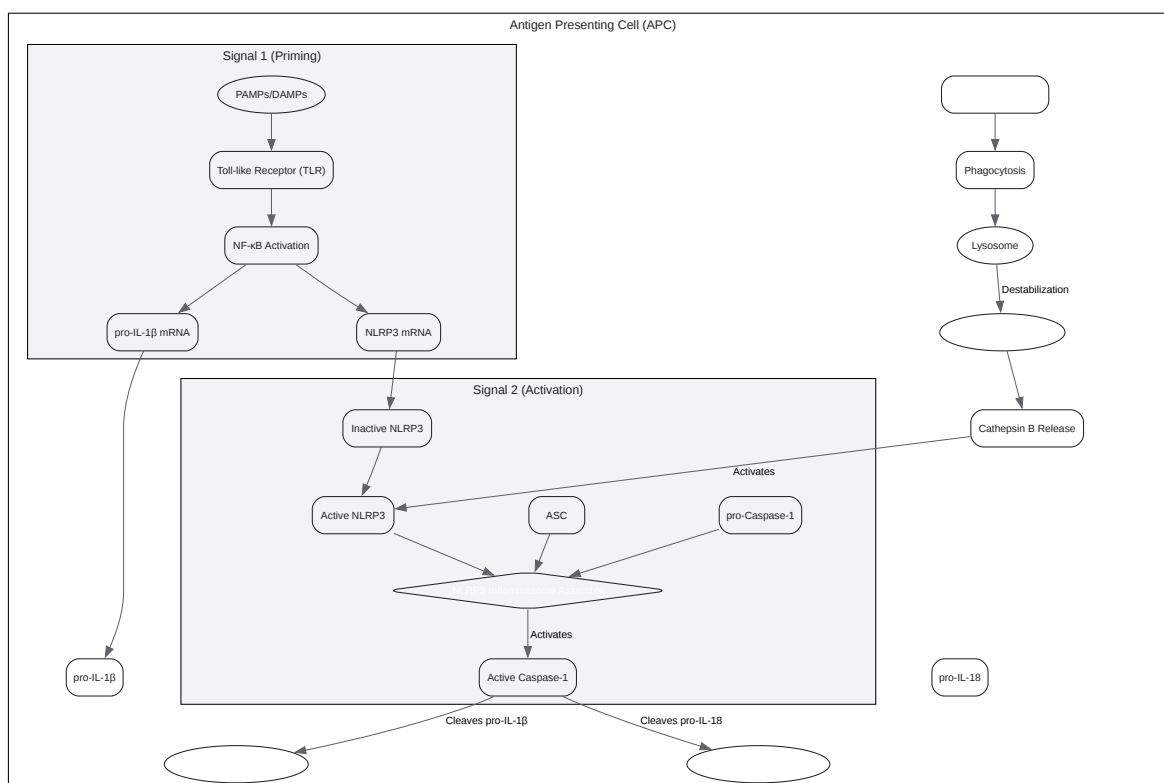 Antigen Presenting Cell (APC)
Signal 1 (Priming)
PAMPs/DAMPs
Toll-like Receptor (TLR)
Phagocytosis
NF-κB Activation
Lysosome
Destabilization
pro-IL-1β mRNA
NLRP3 mRNA
Signal 2 (Activation)
Inactive NLRP3
Cathepsin B Release
Activates
Active NLRP3
ASC
pro-Caspase-1
NLRP3 Inflammasome
Activates
pro-IL-1β
Active Caspase-1
pro-IL-18
Cleaves pro-IL-1β
Cleaves pro-IL-18